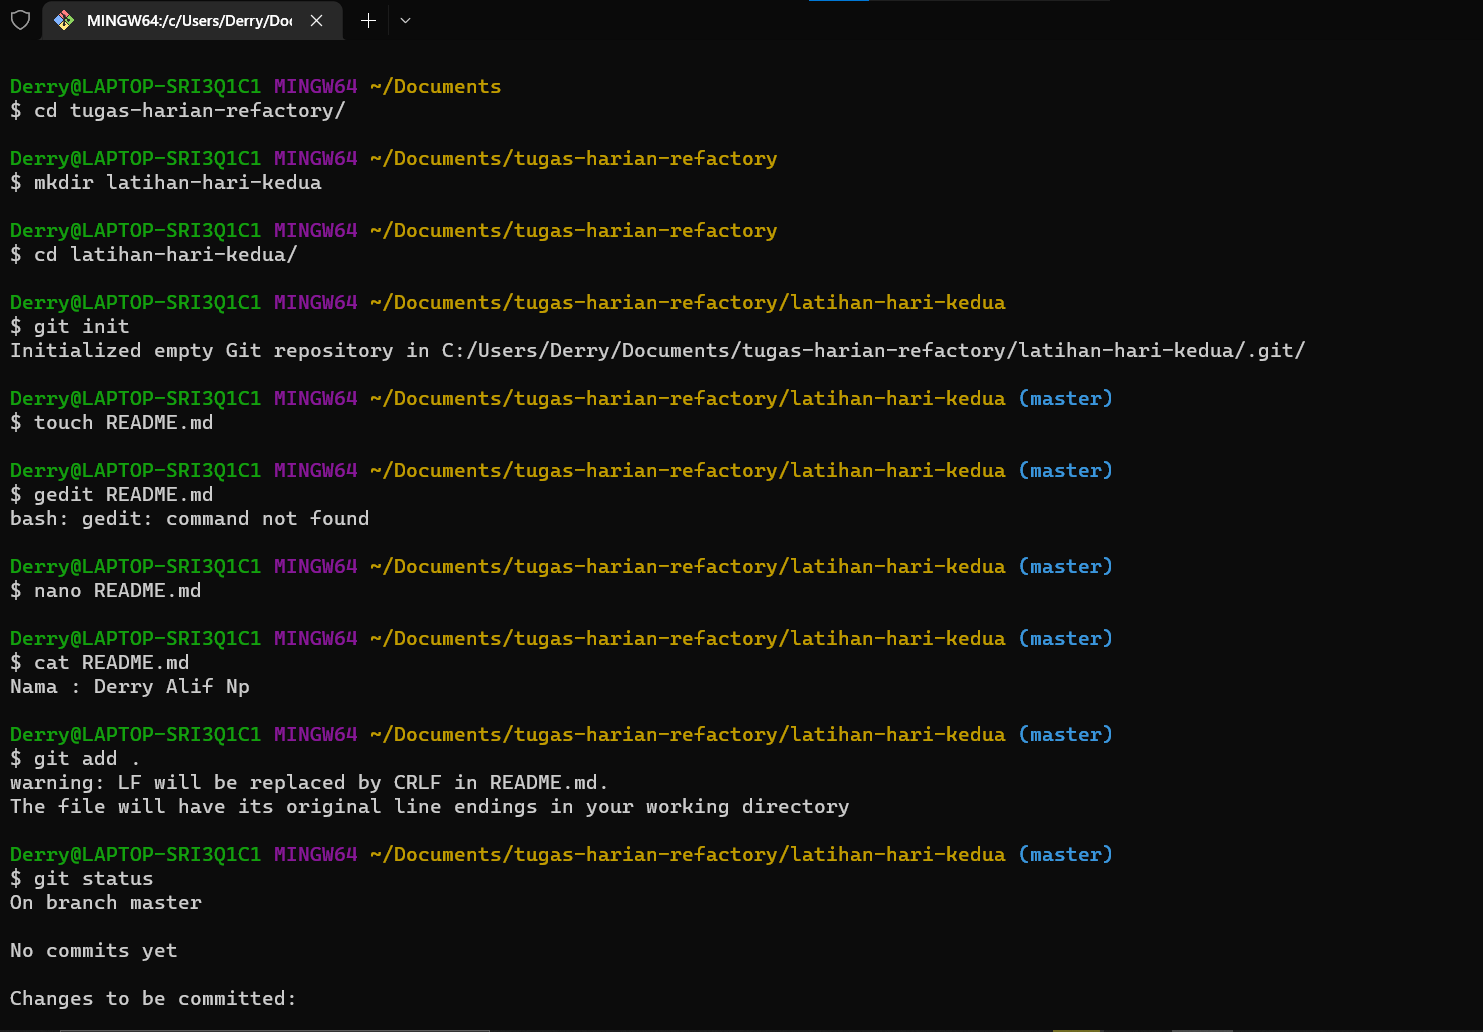 MINGW64:/c/Users/Derry/Doc
Derry@LAPTOP-SRI3Q1C1 MINGW64 ~/Documents
$ cd tugas-harian-refactory/
Derry@LAPTOP-SRI3Q1C1 MINGW64 ~/Documents/tugas-harian-refactory
$ mkdir latihan-hari-kedua
Derry@LAPTOP-SRI3Q1C1 MINGW64 ~/Documents/tugas-harian-refactory
$ cd latihan-hari-kedua/
Derry@LAPTOP-SRI3Q1C1 MINGW64 ~/Documents/tugas-harian-refactory/latihan-hari-kedua
$ git init
Initialized empty Git repository in C:/Users/Derry/Documents/tugas-harian-refactory/latihan-hari-kedua/.git/
Derry@LAPTOP-SRI3Q1C1 MINGW64 ~/Documents/tugas-harian-refactory/latihan-hari-kedua (master)
$ touch README.md
Derry@LAPTOP-SRI3Q1C1 MINGW64 ~/Documents/tugas-harian-refactory/latihan-hari-kedua (master)
$ gedit README.md
bash: gedit: command not found
Derry@LAPTOP-SRI3Q1C1 MINGW64 ~/Documents/tugas-harian-refactory/latihan-hari-kedua (master)
$ nano README.md
Derry@LAPTOP-SRI3Q1C1 MINGW64 ~/Documents/tugas-harian-refactory/latihan-hari-kedua (master)
$ cat README.md
Nama : Derry Alif Np
Derry@LAPTOP-SRI3Q1C1 MINGW64 ~/Documents/tugas-harian-refactory/latihan-hari-kedua (master)
$ git add .
warning: LF will be replaced by CRLF in README.md.
The file will have its original line endings in your working directory
Derry@LAPTOP-SRI3Q1C1 MINGW64 ~/Documents/tugas-harian-refactory/latihan-hari-kedua (master)
$ git status
On branch master
No commits yet
Changes to be committed: